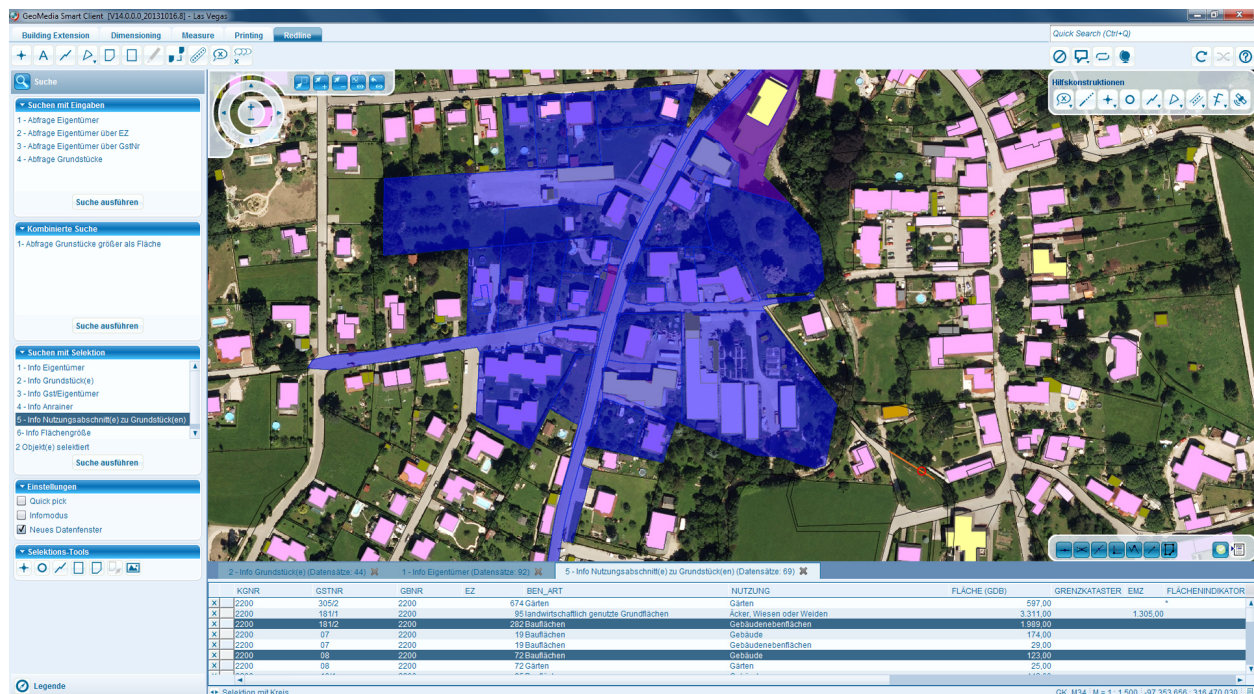 GeoMedia Smart Client [V14.0.0.0_20131016.8] - Las Vegas
Building Extension Dimensioning Measure Printing Redline
Quick Search (Ctrl+Q)
Suche
Hilfskonstruktionen
Suchen mit Eingaben
1 - Abfrage Eigentümer
2 - Abfrage Eigentümer über EZ
3 - Abfrage Eigentümer über GstNr
4 - Abfrage Grundstücke
Suche ausführen
Kombinierte Suche
1- Abfrage Grunstücke größer als Fläche
Suche ausführen
Suchen mit Selektion
1 - Info Eigentümer
2 - Info Grundstück(e)
3 - Info Gst/Eigentümer
4 - Info Anrainer
5 - Info Nutzungsabschnitt(e) zu Grundstück(en)
6- Info Flächengröße
2 Objekt(e) selektiert
Suche ausführen
Einstellungen
Quick pick
Infomodus
Neues Datenfenster
Selektions-Tools
2 - Info Grundstück(e) (Datensätze: 44) 1 - Info Eigentümer (Datensätze: 92) 5 - Info Nutzungsabschnitt(e) zu Grundstück(en) (Datensätze: 69)
KGNR GSTNR GBNR EZ BEN_ART NUTZUNG FLÄCHE (GDB) GRENZKATASTER EMZ FLÄCHENINDIKATOR
x 2200 305/2 2200 674 Gärten Gärten 597,00 *
x 2200 181/1 2200 95 landwirtschaftlich genutzte Grundflächen Äcker, Wiesen oder Weiden 3.311,00 1.305,00
x 2200 181/2 2200 282 Bauflächen Gebäudenebenflächen 1.989,00
x 2200 07 2200 19 Bauflächen Gebäude 174,00
x 2200 07 2200 19 Bauflächen Gebäudenebenflächen 29,00
x 2200 08 2200 72 Bauflächen Gebäude 123,00
x 2200 08 2200 72 Gärten Gärten 25,00
Legende
Selektion mit Kreis
GK_M34 M = 1 : 1.500 -97.353,656 ; 316.470,030